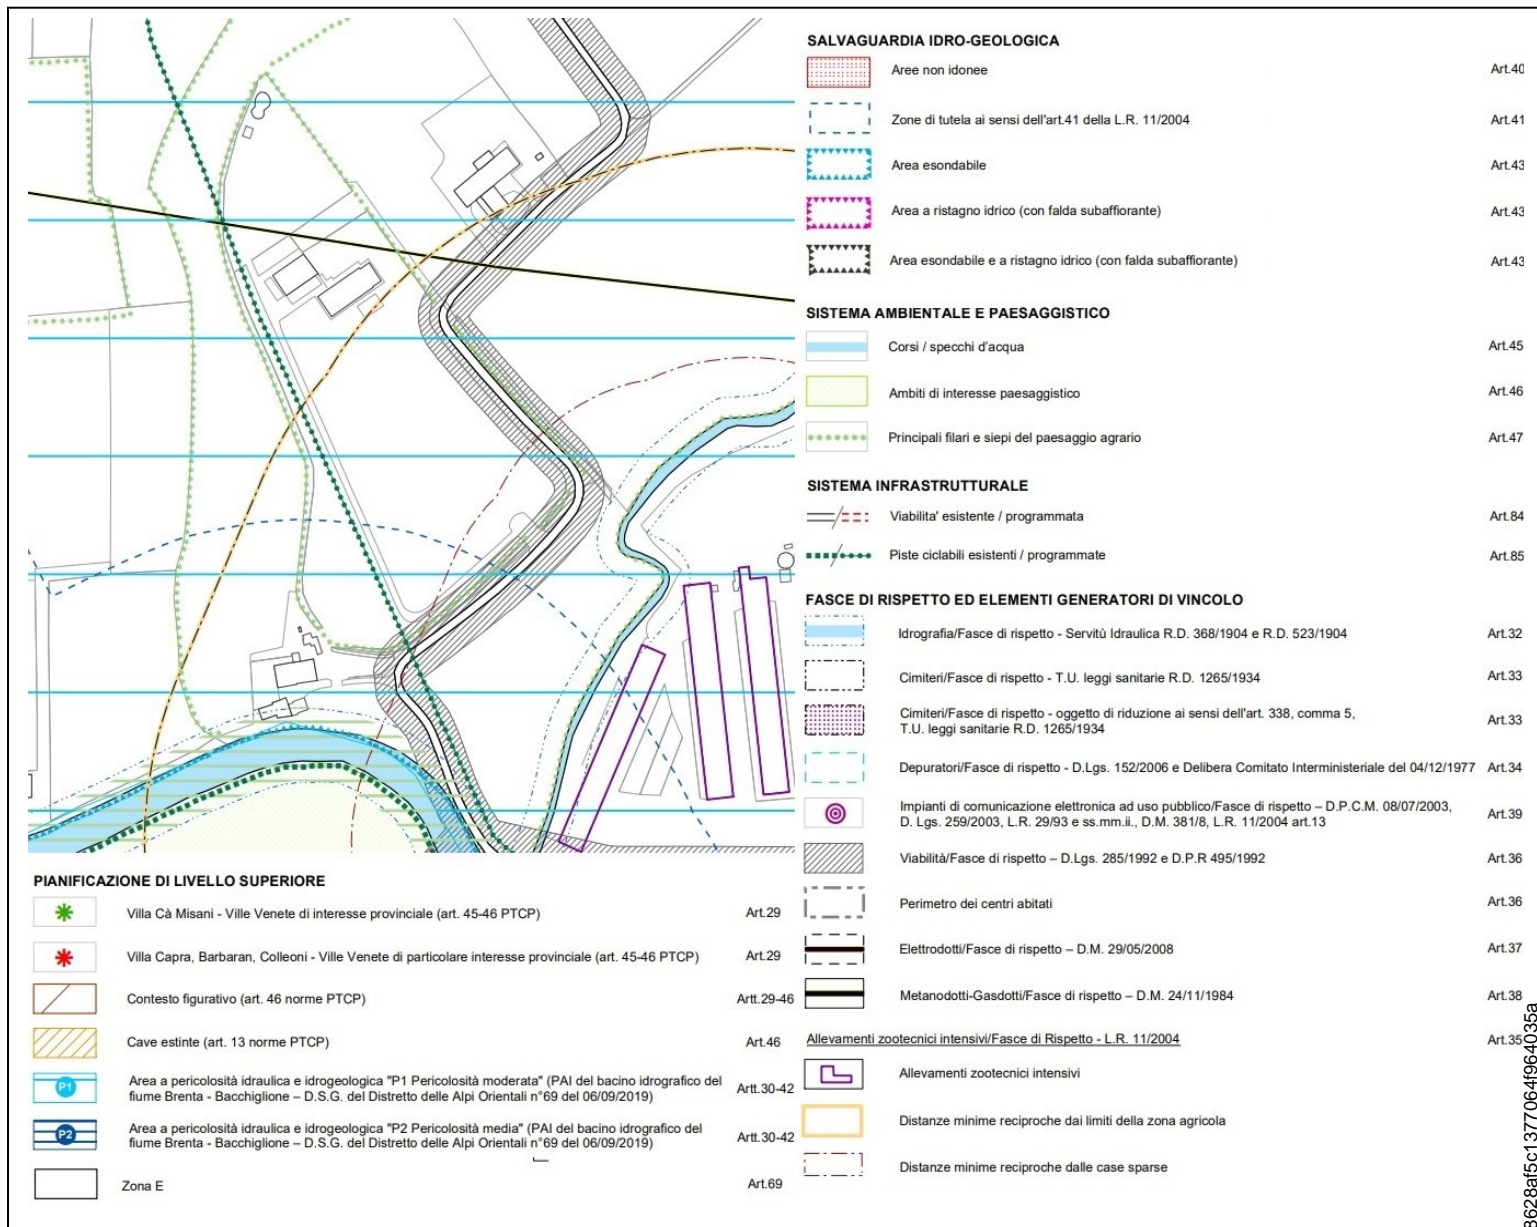 SALVAGUARDIA IDRO-GEOLOGICA
Aree non idonee Art.40
Zone di tutela ai sensi dell'art.41 della L.R. 11/2004 Art.41
Area esondabile Art.43
Area a ristagno idrico (con falda subaffiorante) Art.43
Area esondabile e a ristagno idrico (con falda subaffiorante) Art.43
SISTEMA AMBIENTALE E PAESAGGISTICO
Corsi / specchi d'acqua Art.45
Ambiti di interesse paesaggistico Art.46
Principali filari e siepi del paesaggio agrario Art.47
SISTEMA INFRASTRUTTURALE
Viabilita' esistente / programmata Art.84
Piste ciclabili esistenti / programmate Art.85
FASCE DI RISPETTO ED ELEMENTI GENERATORI DI VINCOLO
Idrografia/Fasce di rispetto - Servitù Idraulica R.D. 368/1904 e R.D. 523/1904 Art.32
Cimiteri/Fasce di rispetto - T.U. leggi sanitarie R.D. 1265/1934 Art.33
Cimiteri/Fasce di rispetto - oggetto di riduzione ai sensi dell'art. 338, comma 5,
T.U. leggi sanitarie R.D. 1265/1934 Art.33
Depuratori/Fasce di rispetto - D.Lgs. 152/2006 e Delibera Comitato Interministeriale del 04/12/1977 Art.34
Impianti di comunicazione elettronica ad uso pubblico/Fasce di rispetto – D.P.C.M. 08/07/2003,
D. Lgs. 259/2003, L.R. 29/93 e ss.mm.ii., D.M. 381/8, L.R. 11/2004 art.13 Art.39
Viabilità/Fasce di rispetto – D.Lgs. 285/1992 e D.P.R 495/1992 Art.36
Perimetro dei centri abitati Art.36
Elettrodotti/Fasce di rispetto – D.M. 29/05/2008 Art.37
Metanodotti-Gasdotti/Fasce di rispetto – D.M. 24/11/1984 Art.38
Allevamenti zootecnici intensivi/Fasce di Rispetto - L.R. 11/2004 Art.35
Allevamenti zootecnici intensivi
Distanze minime reciproche dai limiti della zona agricola
Distanze minime reciproche dalle case sparse
PIANIFICAZIONE DI LIVELLO SUPERIORE
Villa Cà Misani - Ville Venete di interesse provinciale (art. 45-46 PTCP) Art.29
Villa Capra, Barbaran, Colleoni - Ville Venete di particolare interesse provinciale (art. 45-46 PTCP) Art.29
Contesto figurativo (art. 46 norme PTCP) Artt.29-46
Cave estinte (art. 13 norme PTCP) Art.46
P1 Area a pericolosità idraulica e idrogeologica "P1 Pericolosità moderata" (PAI del bacino idrografico del
fiume Brenta - Bacchiglione – D.S.G. del Distretto delle Alpi Orientali n°69 del 06/09/2019) Artt.30-42
P2 Area a pericolosità idraulica e idrogeologica "P2 Pericolosità media" (PAI del bacino idrografico del
fiume Brenta - Bacchiglione – D.S.G. del Distretto delle Alpi Orientali n°69 del 06/09/2019) Artt.30-42
Zona E Art.69